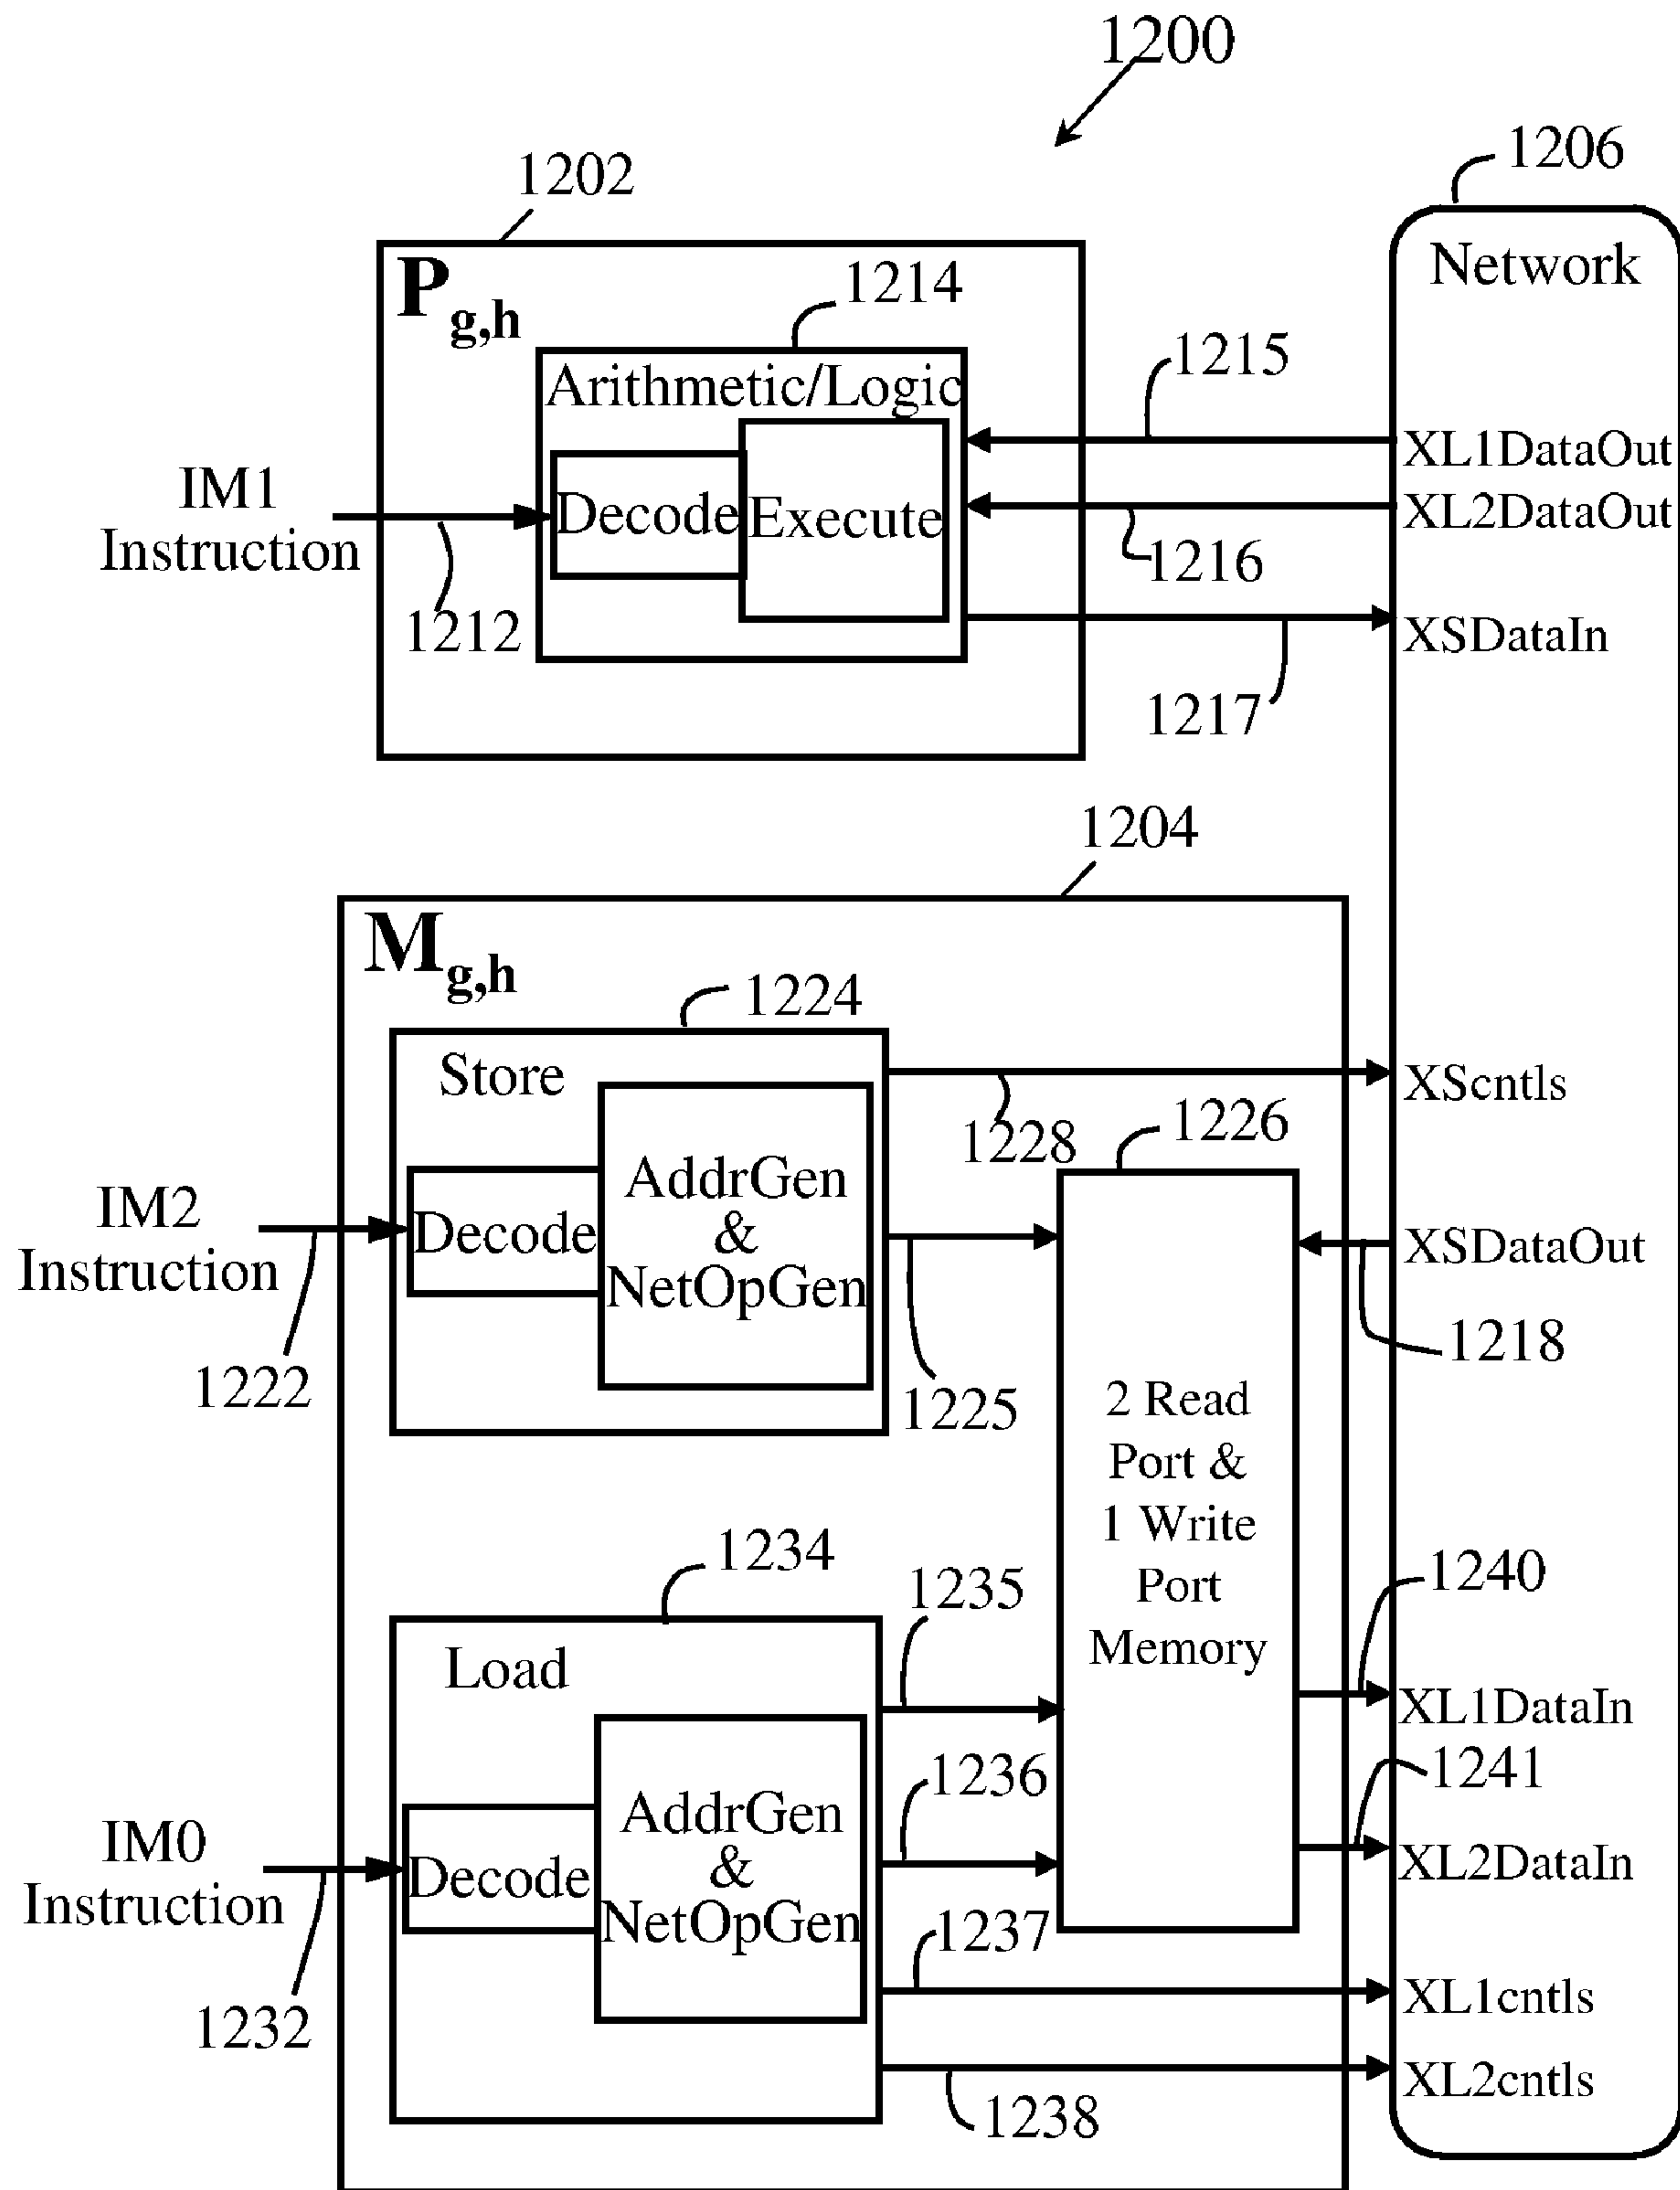 1200
1202
1206
Network
P g,h
1214
Arithmetic/Logic
1215
XL1DataOut
IM1
Instruction
Decode
Execute
XL2DataOut
1216
1212
XSDataIn
1217
1204
M g,h
1224
Store
XScntls
1228
1226
IM2
Instruction
Decode
AddrGen
&
NetOpGen
XSDataOut
1218
1222
1225
2 Read
Port &
1 Write
Port
Memory
1234
1235
1240
Load
XL1DataIn
1236
1241
IM0
Instruction
Decode
AddrGen
&
NetOpGen
XL2DataIn
1237
XL1cntls
1232
XL2cntls
1238